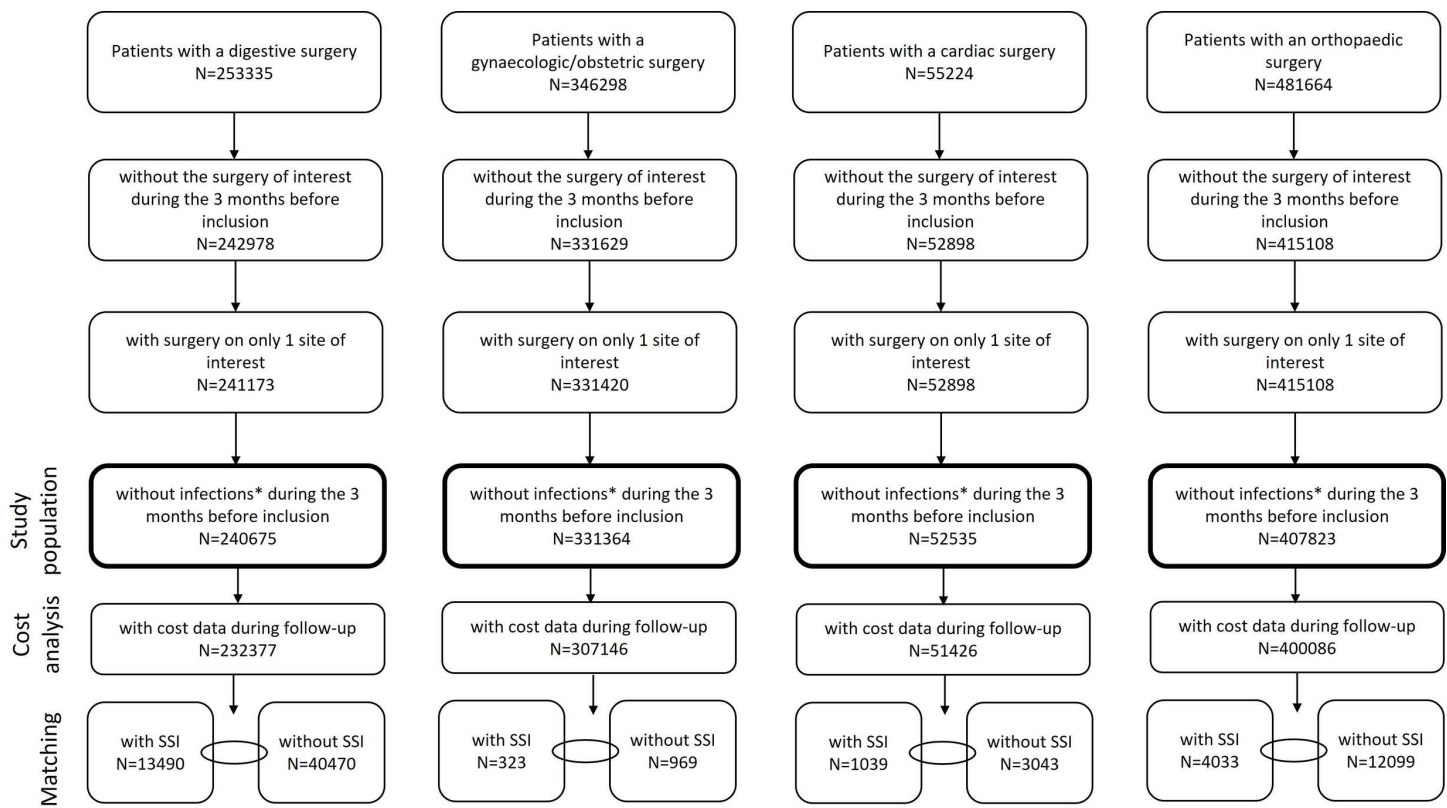 Patients with a digestive surgery
N=253335
Patients with a
gynaecologic/obstetric surgery
N=346298
Patients with a cardiac surgery
N=55224
Patients with an orthopaedic
surgery
N=481664
without the surgery of interest
during the 3 months before
inclusion
N=242978
without the surgery of interest
during the 3 months before
inclusion
N=331629
without the surgery of interest
during the 3 months before
inclusion
N=52898
without the surgery of interest
during the 3 months before
inclusion
N=415108
with surgery on only 1 site of
interest
N=241173
with surgery on only 1 site of
interest
N=331420
with surgery on only 1 site of
interest
N=52898
with surgery on only 1 site of
interest
N=415108
Study
population
without infections* during the 3
months before inclusion
N=240675
without infections* during the 3
months before inclusion
N=331364
without infections* during the 3
months before inclusion
N=52535
without infections* during the 3
months before inclusion
N=407823
Cost
analysis
with cost data during follow-up
N=232377
with cost data during follow-up
N=307146
with cost data during follow-up
N=51426
with cost data during follow-up
N=400086
Matching
with SSI
N=13490
without SSI
N=40470
with SSI
N=323
without SSI
N=969
with SSI
N=1039
without SSI
N=3043
with SSI
N=4033
without SSI
N=12099